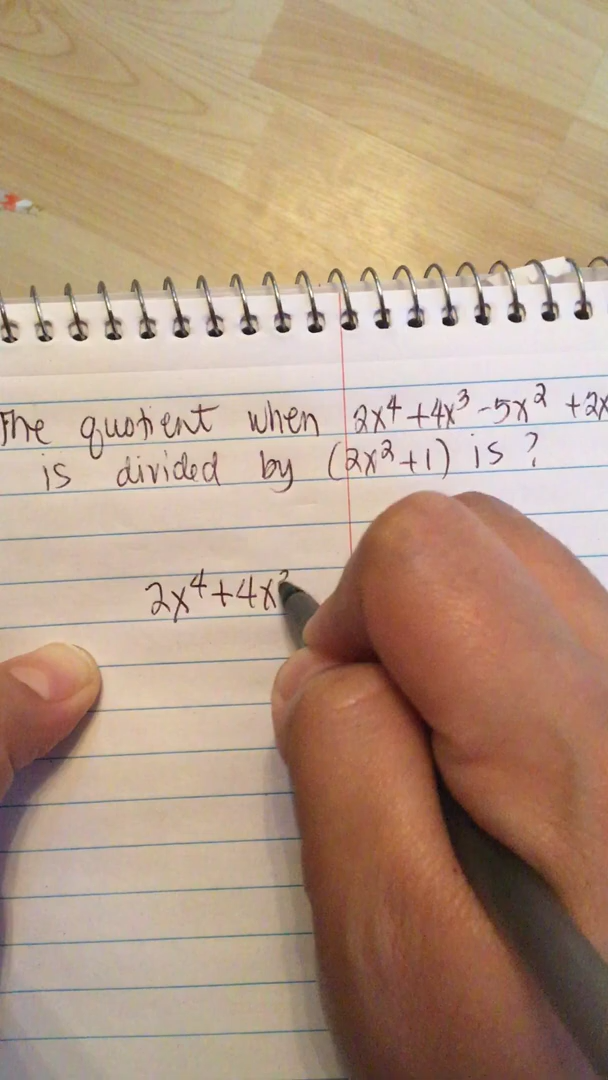 The quotient when 2x⁴+4x³-5x²+2x
is divided by (2x²+1) is ?
2x⁴+4x